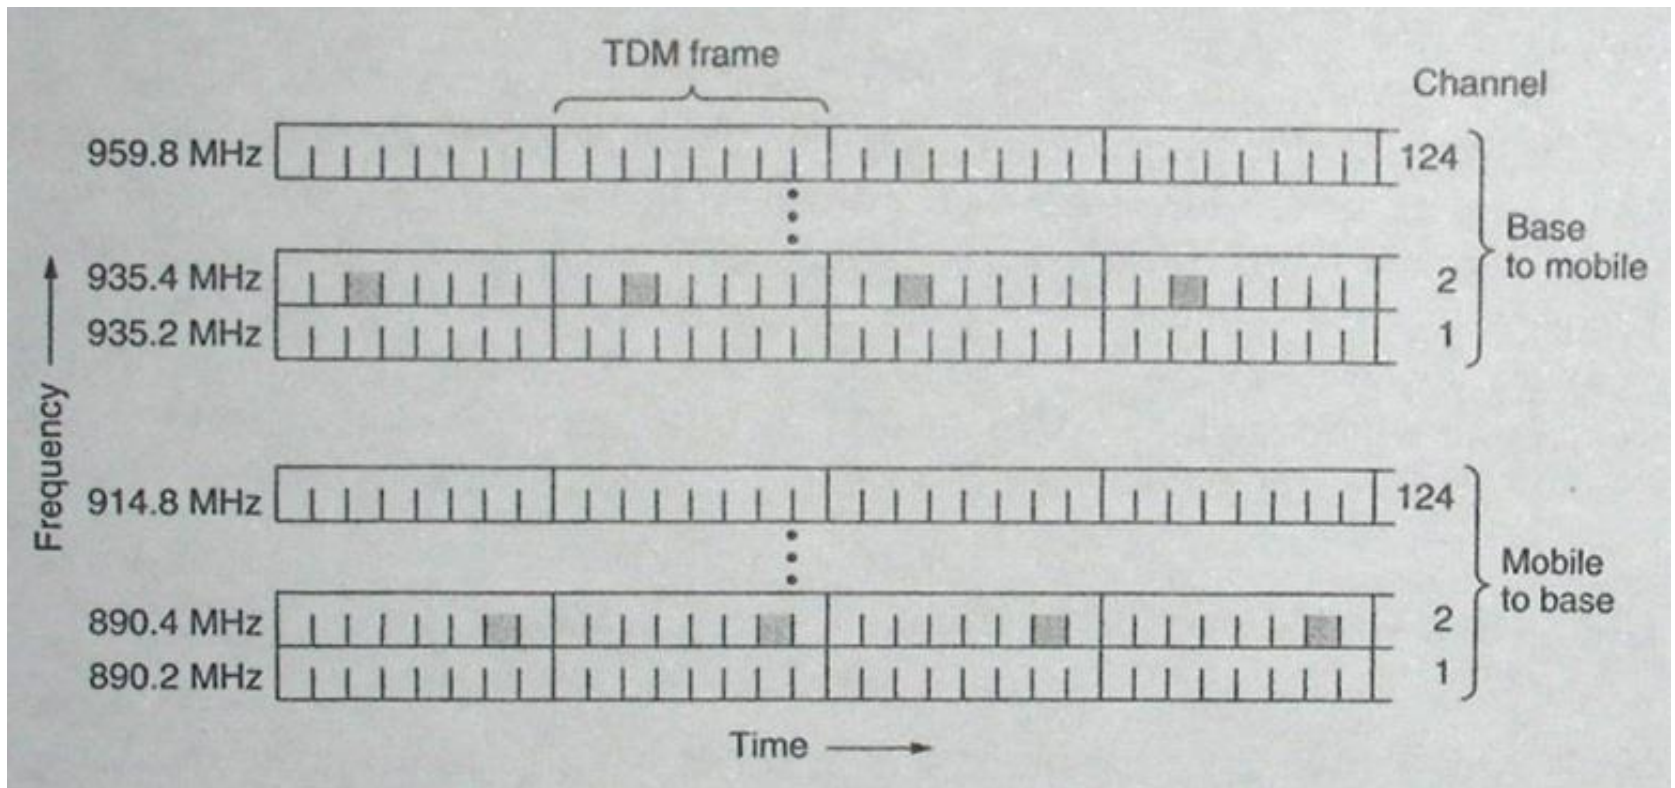 TDM frame
Channel
959.8 MHz
124
Base
to mobile
935.4 MHz
2
935.2 MHz
1
Frequency
914.8 MHz
124
Mobile
to base
890.4 MHz
2
890.2 MHz
1
Time